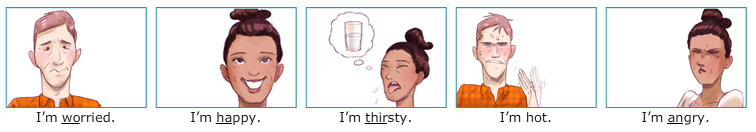 I'm worried.
I'm happy.
I'm thirsty.
I'm hot.
I'm angry.